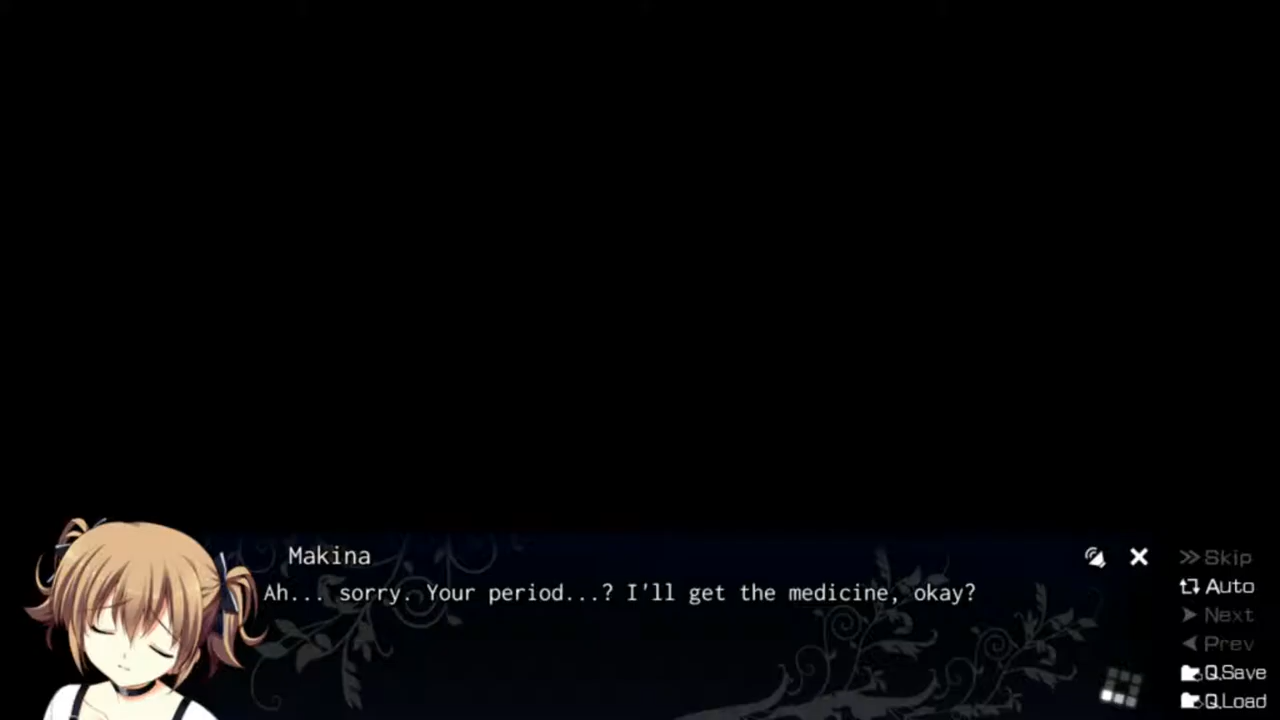 Makina
Ah... sorry. Your period...? I'll get the medicine, okay?
Skip
Auto
Next
Prev
Q.Save
Q.Load